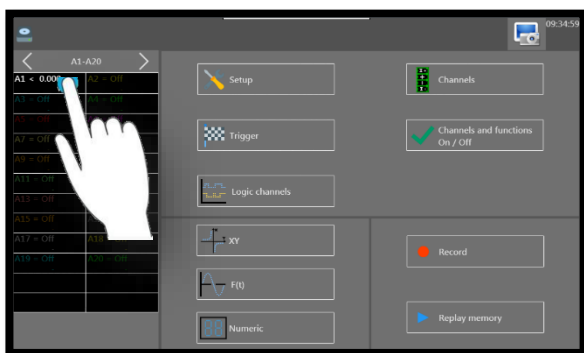 09:34:59
A1-A20
A1 < 0.000
A2 = Off
A3 = Off
A4 = Off
A7 = Off
A9 = Off
A11 = Off
A13 = Off
A15 = Off
A17 = Off
A18
A19 = Off
A20 = Off
Setup
Channels
Trigger
Channels and functions
On / Off
Logic channels
XY
Record
F(t)
Replay memory
Numeric